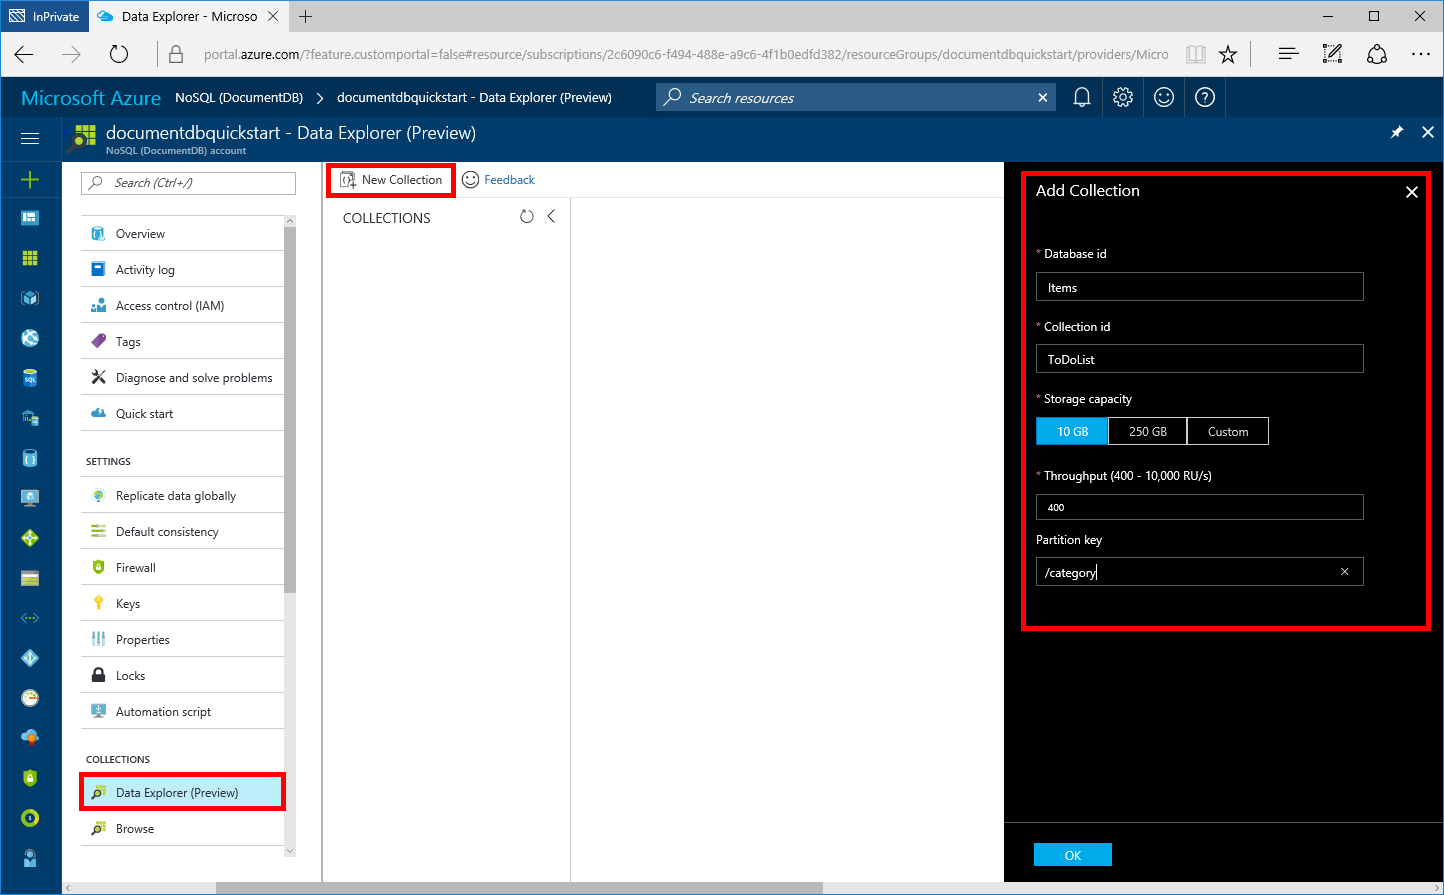 InPrivate
Data Explorer - Microso
portal.azure.com/?feature.customportal=false#resource/subscriptions/2c6090c6-f494-488e-a9c6-4f1b0edfd382/resourceGroups/documentdbquickstart/providers/Micro
Microsoft Azure NoSQL (DocumentDB) documentdbquickstart - Data Explorer (Preview)
Search resources
documentdbquickstart - Data Explorer (Preview)
NoSQL (DocumentDB) account
Search (Ctrl+/)
Overview
Activity log
Access control (IAM)
Tags
Diagnose and solve problems
Quick start
SETTINGS
Replicate data globally
Default consistency
Firewall
Keys
Properties
Locks
Automation script
COLLECTIONS
Data Explorer (Preview)
Browse
SQL
New Collection
Feedback
COLLECTIONS
Add Collection
* Database id
Items
* Collection id
ToDoList
* Storage capacity
10 GB 250 GB Custom
* Throughput (400 - 10,000 RU/s)
400
Partition key
/category
OK